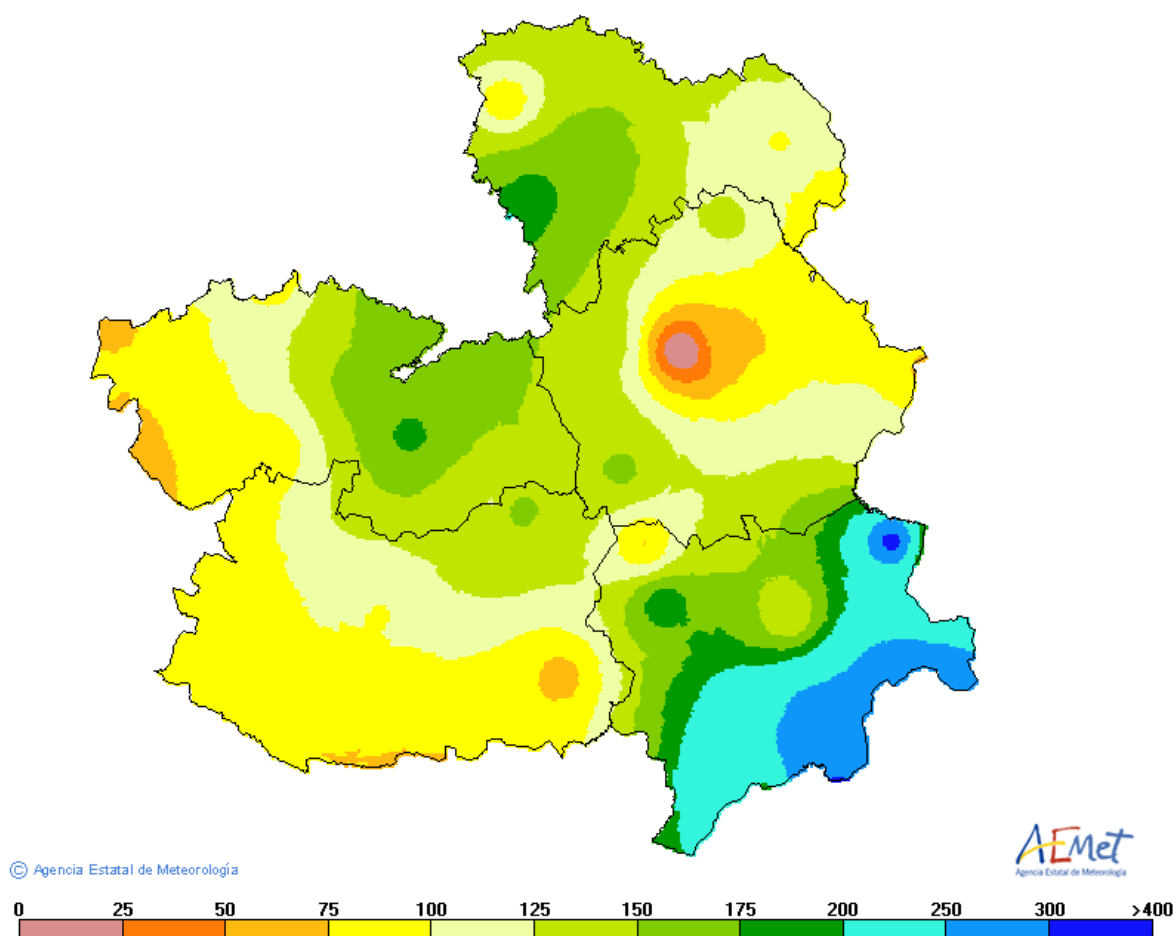 AEMet
Agencia Estatal de Meteorología
© Agencia Estatal de Meteorología
0 25 50 75 100 125 150 175 200 250 300 >400